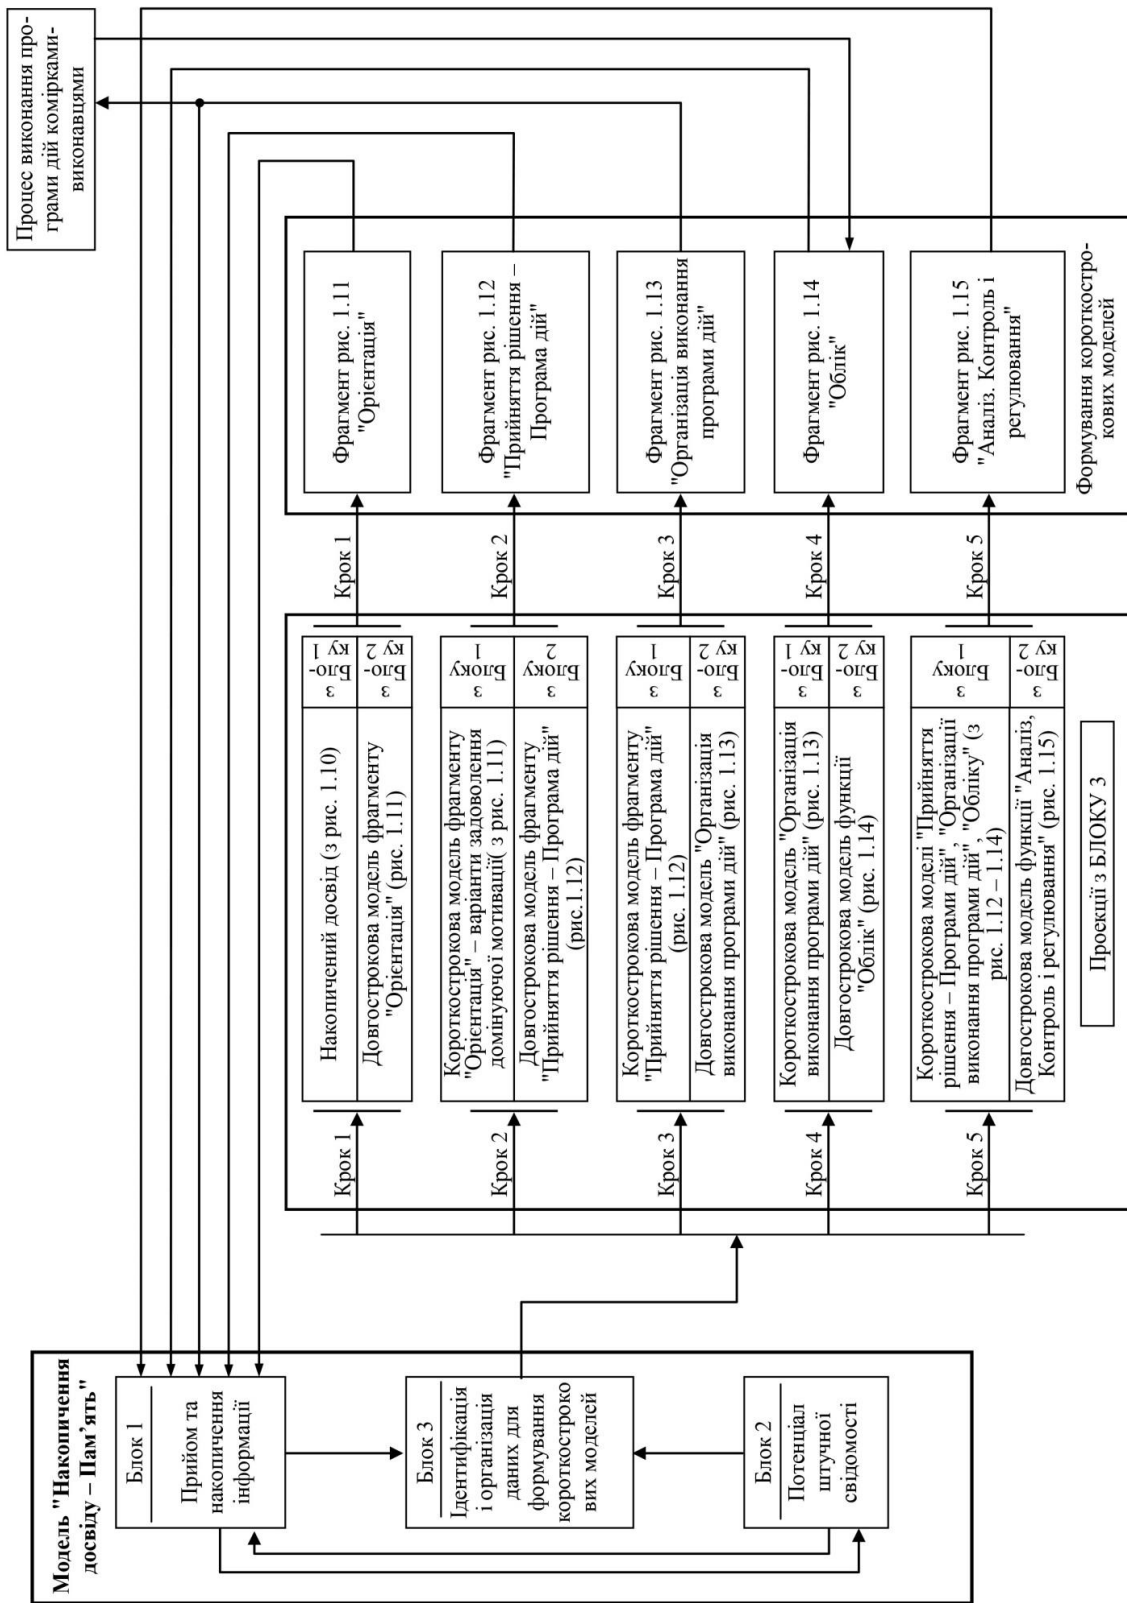 Модель "Накопичення
досвіду – Пам’ять"
Блок 1
Прийом та
накопичення
інформації
Блок 3
Ідентифікація
і організація
даних для
формування
короткостроко
вих моделей
Блок 2
Потенціал
штучної
свідомості
Крок 1
Крок 2
Крок 3
Крок 4
Крок 5
Накопичений досвід (з рис. 1.10)
з Бло-
ку 1
Довгострокова модель фрагменту
"Орієнтація" (рис. 1.11)
з Бло-
ку 2
Короткострокова модель фрагменту
"Орієнтація" – варіанти задоволення
домінуючої мотивації( з рис. 1.11)
з Блоку
1
Довгострокова модель фрагменту
"Прийняття рішення – Програма дій"
(рис.1.12)
з Блоку
2
Короткострокова модель фрагменту
"Прийняття рішення – Програма дій"
(рис. 1.12)
з Блоку
1
Довгострокова модель "Організація
виконання програми дій" (рис. 1.13)
з Бло-
ку 2
Короткострокова модель "Організація
виконання програми дій" (рис. 1.13)
з Бло-
ку 1
Довгострокова модель функції
"Облік" (рис. 1.14)
з Бло-
ку 2
Короткострокова моделі "Прийняття
рішення – Програми дій", "Організації
виконання програми дій", "Обліку" (з
рис. 1.12 – 1.14)
з Блоку
1
Довгострокова модель функції "Аналіз,
Контроль і регулювання" (рис. 1.15)
з Бло-
ку 2
Проекції з БЛОКУ 3
Крок 1
Крок 2
Крок 3
Крок 4
Крок 5
Фрагмент рис. 1.11
"Орієнтація"
Фрагмент рис. 1.12
"Прийняття рішення –
Програма дій"
Фрагмент рис. 1.13
"Організація виконання
програми дій"
Фрагмент рис. 1.14
"Облік"
Фрагмент рис. 1.15
"Аналіз. Контроль і
регулювання"
Формування короткостро-
кових моделей
Процес виконання про-
грами дій комірками-
виконавцями